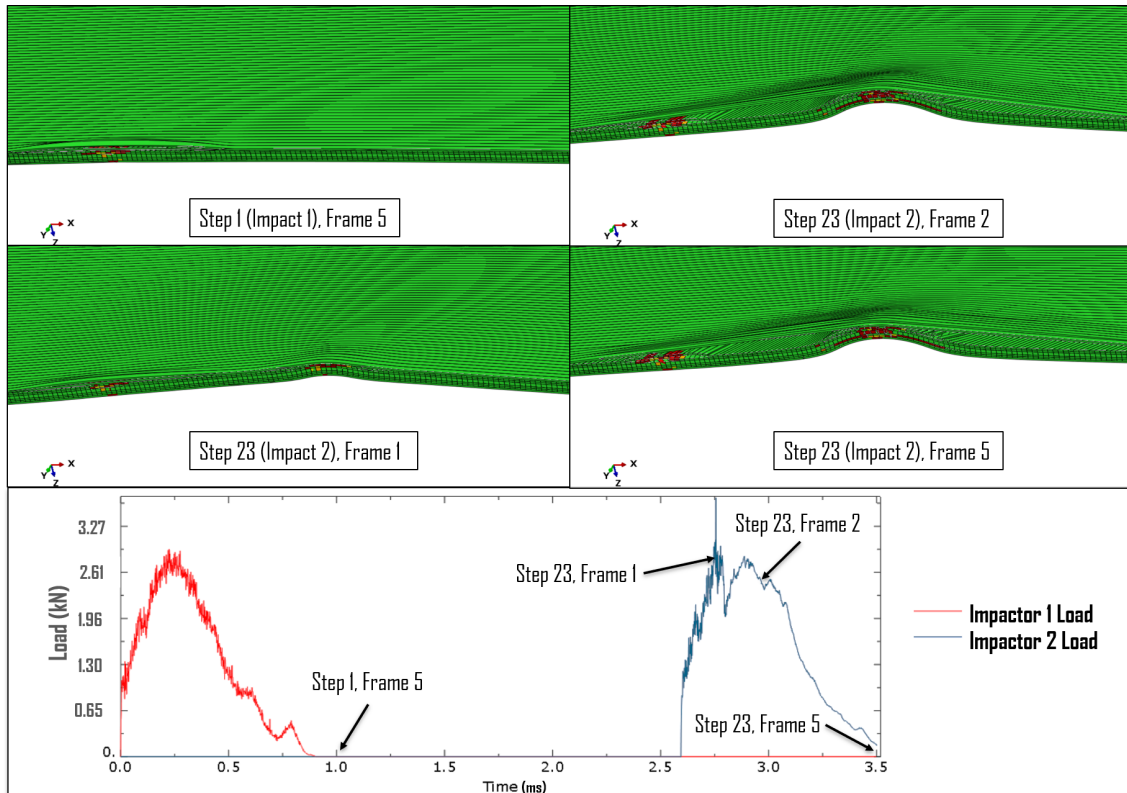 Step 1 (Impact 1), Frame 5
Y X Z
Step 23 (Impact 2), Frame 2
Y X Z
Step 23 (Impact 2), Frame 1
Y X Z
Step 23 (Impact 2), Frame 5
Y X Z
Load (kN)
3.27
2.61
1.96
1.30
0.65
0.
Step 23, Frame 2
Step 23, Frame 1
Step 1, Frame 5
Step 23, Frame 5
0.0 0.5 1.0 1.5 2.0 2.5 3.0 3.5
Time (ms)
Impactor 1 Load
Impactor 2 Load